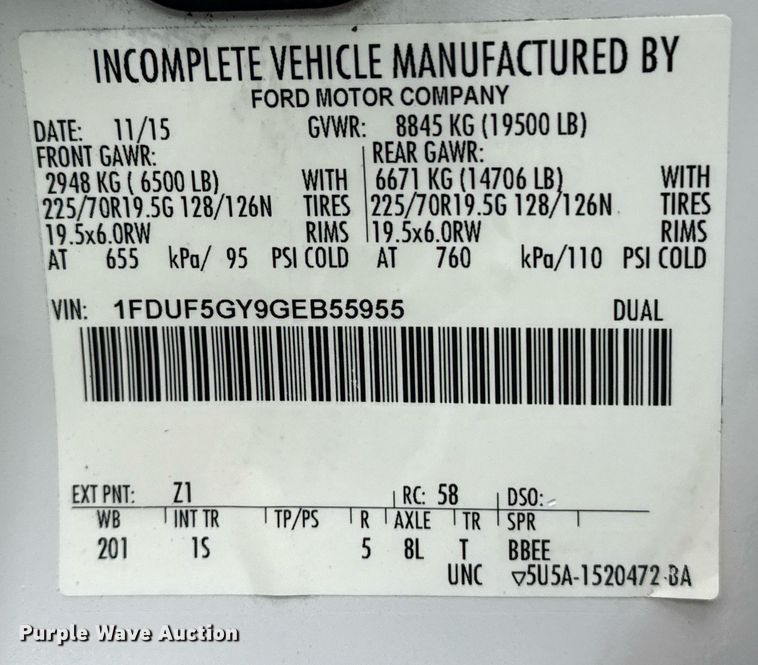 INCOMPLETE VEHICLE MANUFACTURED BY
FORD MOTOR COMPANY
DATE: 11/15 GVWR: 8845 KG (19500 LB)
FRONT GAWR: REAR GAWR:
2948 KG ( 6500 LB) WITH 6671 KG (14706 LB) WITH
225/70R19.5G 128/126N TIRES 225/70R19.5G 128/126N TIRES
19.5x6.0RW RIMS 19.5x6.0RW RIMS
AT 655 kPa/ 95 PSI COLD AT 760 kPa/110 PSI COLD
VIN: 1FDUF5GY9GEB55955 DUAL
EXT PNT: Z1 RC: 58 DSO:
WB INT TR TP/PS R AXLE TR SPR
201 1S 5 8L T BBEE
UNC ▽5U5A-1520472-BA
Purple Wave Auction